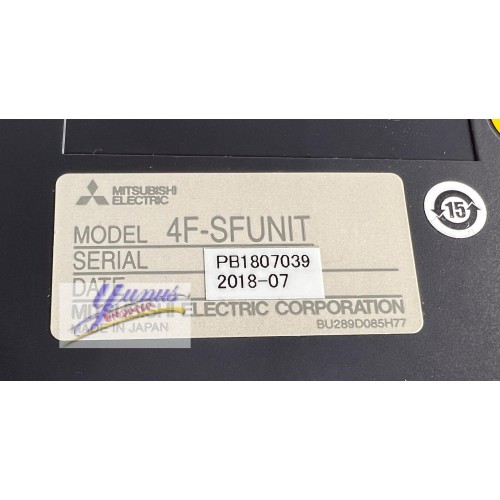 MITSUBISHI
ELECTRIC
MODEL 4F-SFUNIT
SERIAL PB1807039
DATE 2018-07
MITSUBISHI ELECTRIC CORPORATION
MADE IN JAPAN
BU289D085H77
Yunus
15